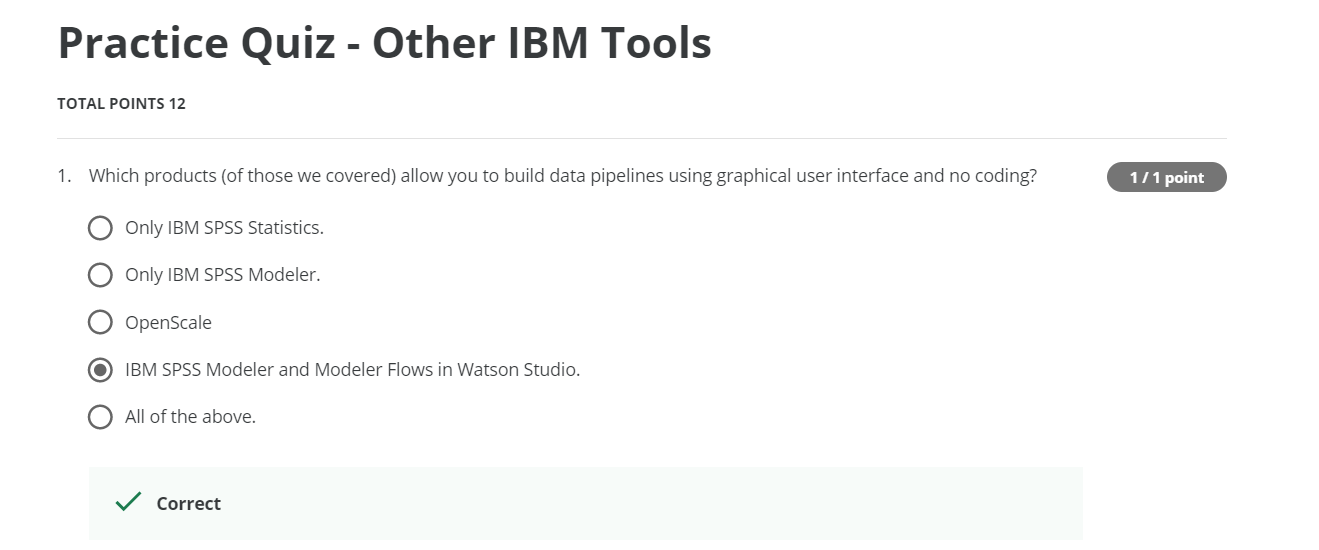 Practice Quiz - Other IBM Tools
TOTAL POINTS 12
1. Which products (of those we covered) allow you to build data pipelines using graphical user interface and no coding?
1 / 1 point
Only IBM SPSS Statistics.
Only IBM SPSS Modeler.
OpenScale
IBM SPSS Modeler and Modeler Flows in Watson Studio.
All of the above.
Correct